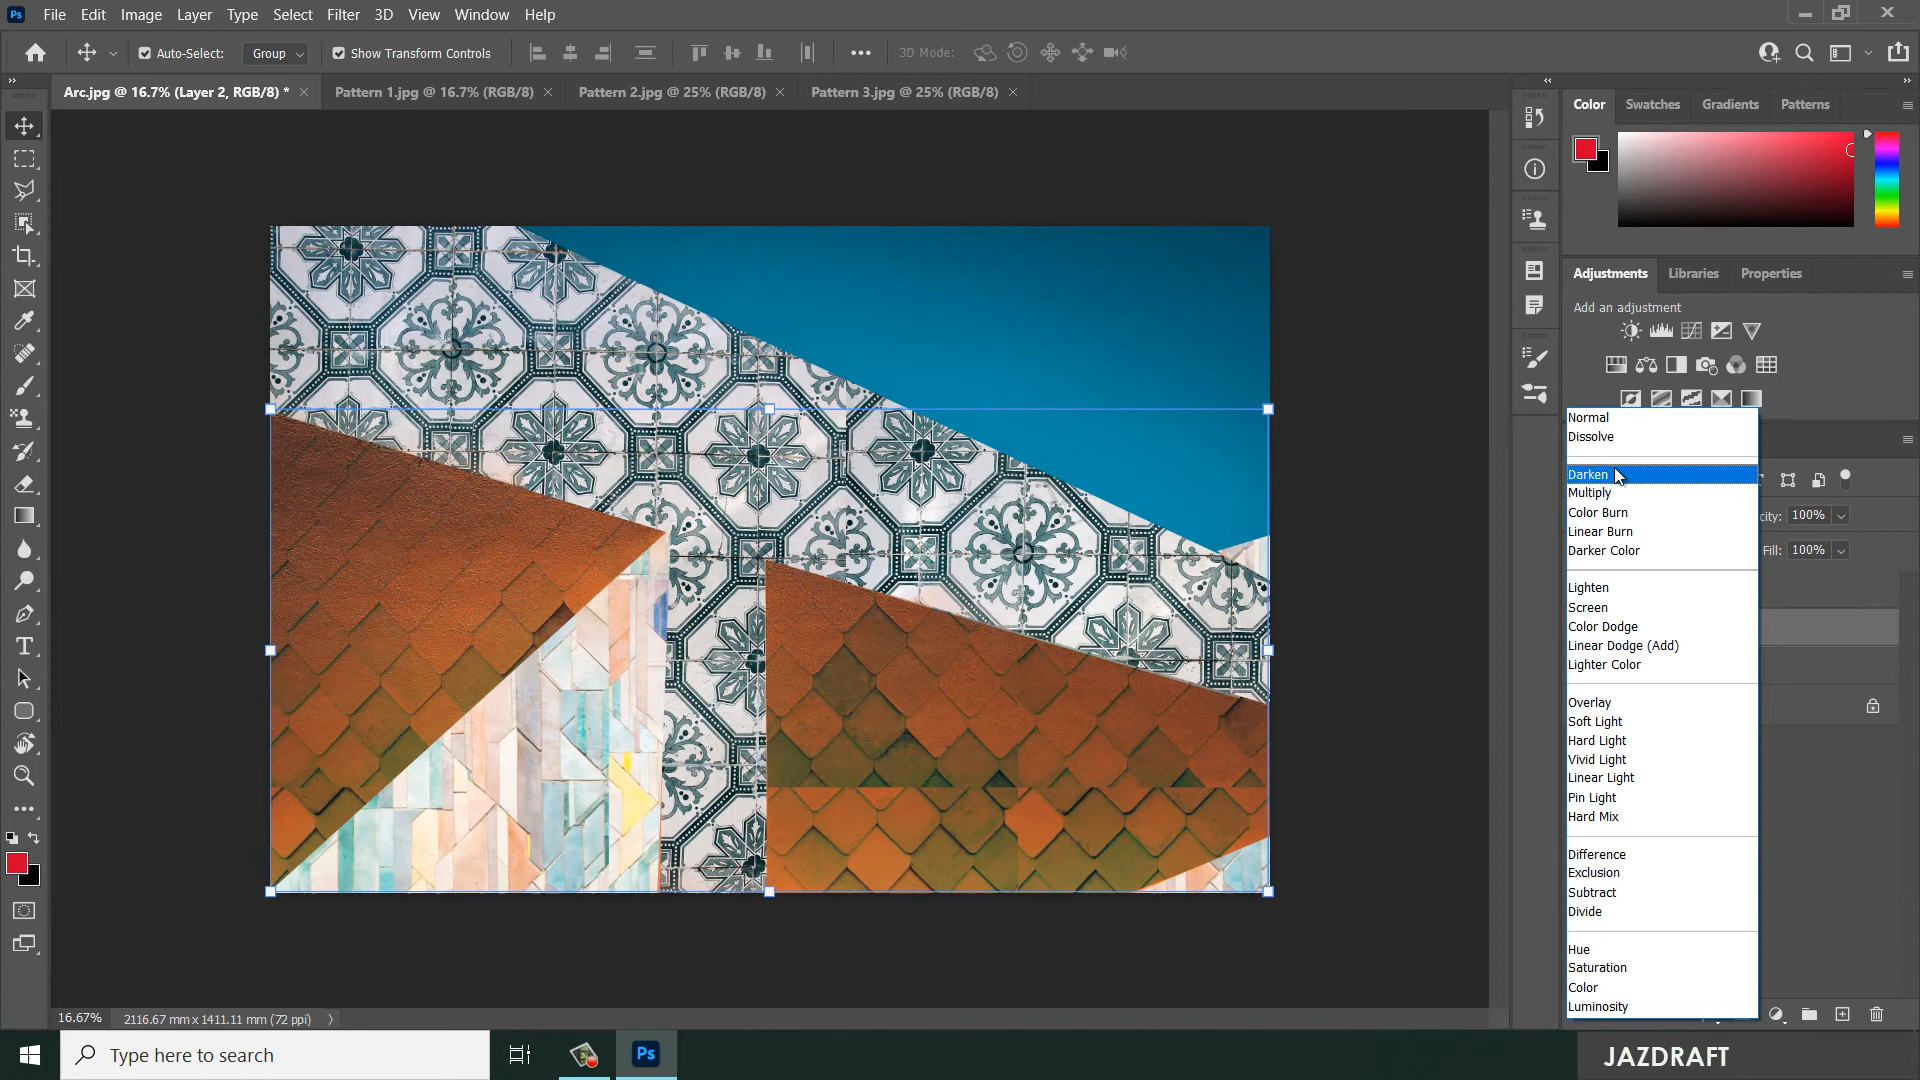 Ps File Edit Image Layer Type Select Filter 3D View Window Help
Auto-Select: Group Show Transform Controls 3D Mode:
Arc.jpg @ 16.7% (Layer 2, RGB/8) * Pattern 1.jpg @ 16.7% (RGB/8) Pattern 2.jpg @ 25% (RGB/8) Pattern 3.jpg @ 25% (RGB/8)
Color Swatches Gradients Patterns
Adjustments Libraries Properties
Add an adjustment
Normal
Dissolve
Darken
Multiply
Color Burn
Linear Burn
Darker Color
Lighten
Screen
Color Dodge
Linear Dodge (Add)
Lighter Color
Overlay
Soft Light
Hard Light
Vivid Light
Linear Light
Pin Light
Hard Mix
Difference
Exclusion
Subtract
Divide
Hue
Saturation
Color
Luminosity
city: 100%
Fill: 100%
16.67% 2116.67 mm x 1411.11 mm (72 ppi)
Type here to search
Ps
JAZDRAFT